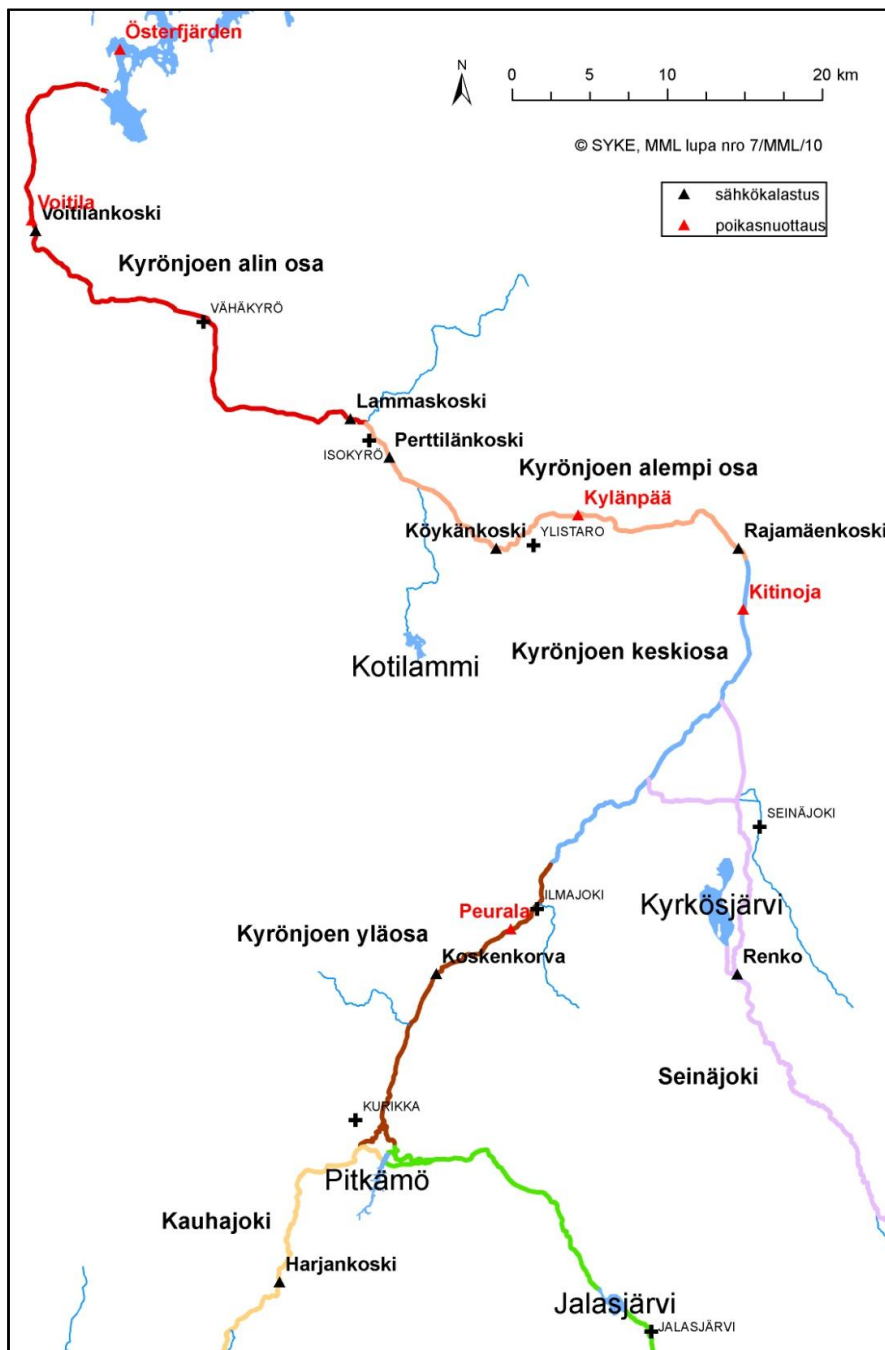 Österfjärden
N
0 5 10 20 km
© SYKE, MML lupa nro 7/MML/10
sähkökalastus
poikasnuottaus
Voitila
Voitilankoski
Kyrönjoen alin osa
VÄHÄKYRÖ
Lammaskoski
ISOKYRÖ
Perttilänkoski
Kyrönjoen alempi osa
Kylänpää
Köykänkoski
YLISTARO
Rajamäenkoski
Kitinoja
Kyrönjoen keskiosa
Kotilammi
SEINÄJOKI
ILMAJOKI
Kyrkösjärvi
Peurala
Kyrönjoen yläosa
Koskenkorva
Renko
Seinäjoki
KURIKKA
Pitkämö
Kauhajoki
Harjankoski
Jalasjärvi
JALASJÄRVI